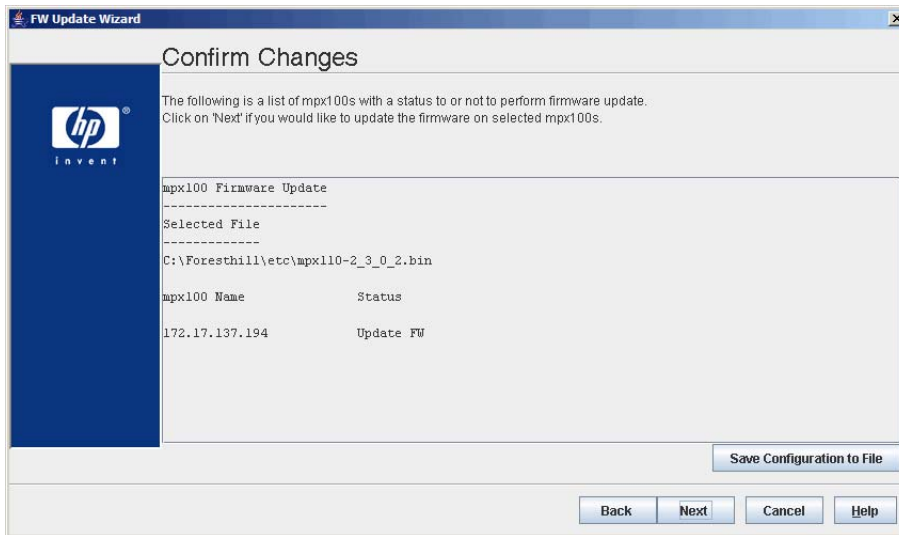 FW Update Wizard
Confirm Changes
hp
®
invent
The following is a list of mpx100s with a status to or not to perform firmware update.
Click on 'Next' if you would like to update the firmware on selected mpx100s.
mpx100 Firmware Update
----------------------
Selected File
-------------
C:\Foresthill\etc\mpx110-2_3_0_2.bin
mpx100 Name Status
172.17.137.194 Update FW
Save Configuration to File
Back Next Cancel Help